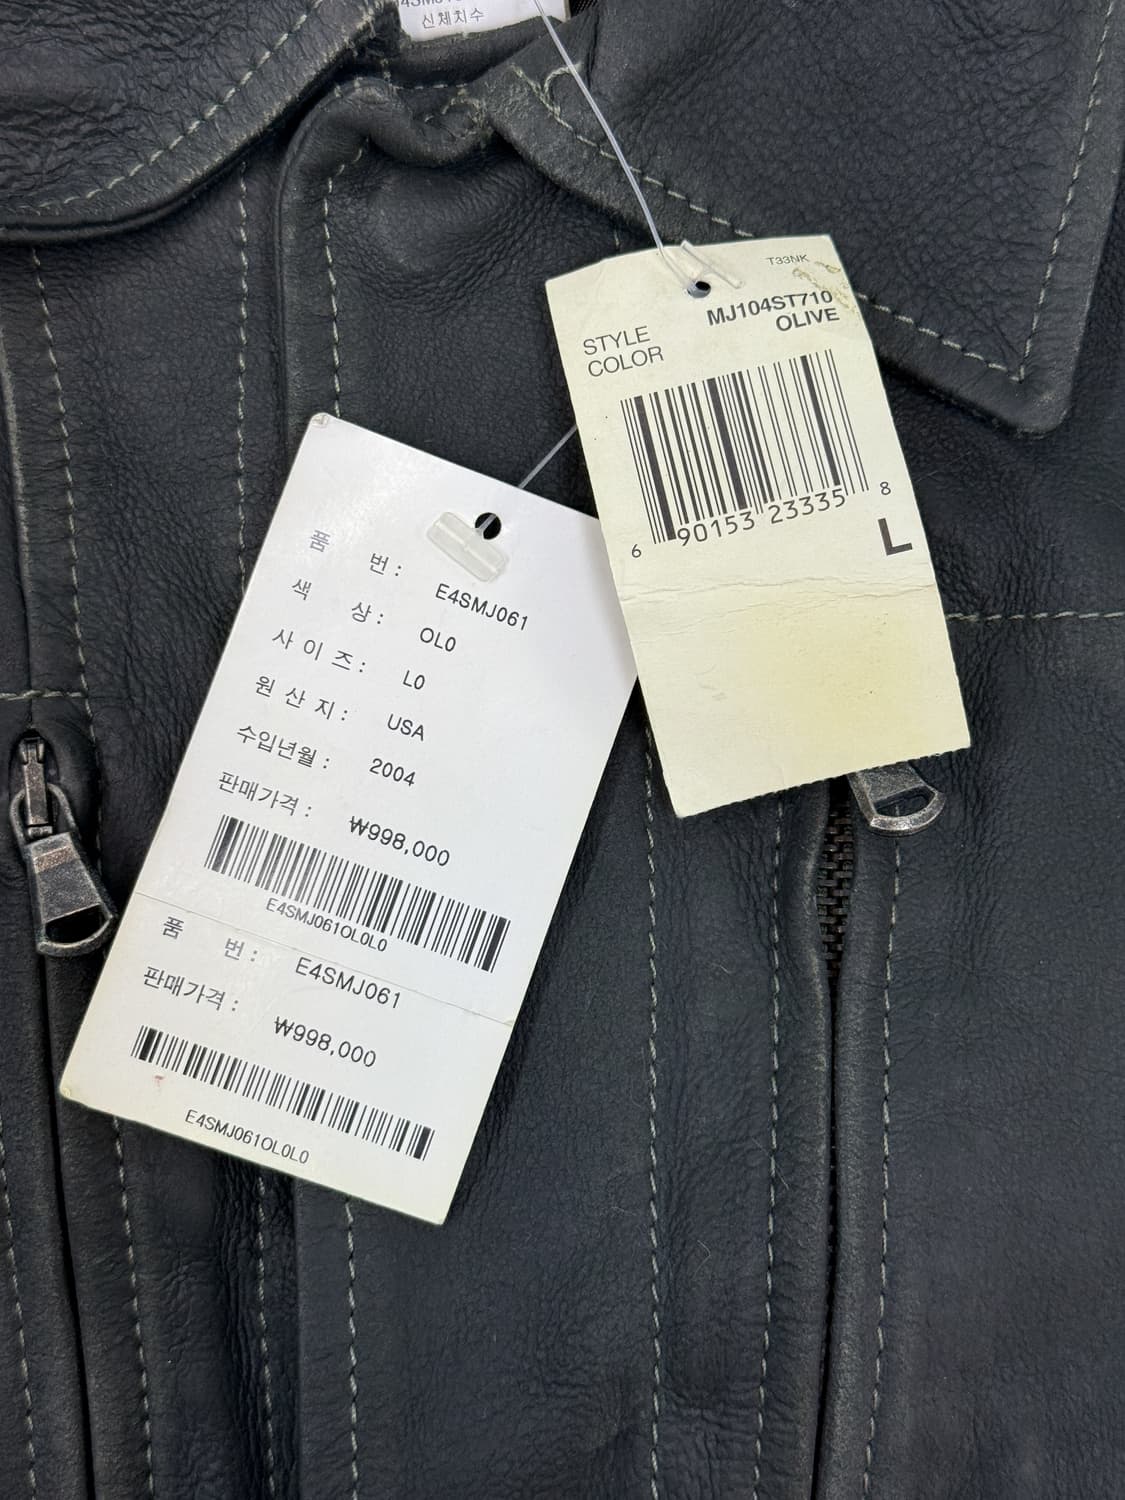 신체치수
T33NK
STYLE MJ104ST710
COLOR OLIVE
6 90153 23335 8
L
품 번 : E4SMJ061
색 상 : OL0
사 이 즈 : L0
원 산 지 : USA
수입년월 : 2004
판매가격 : ₩998,000
E4SMJ061OL0L0
품 번 : E4SMJ061
판매가격 : ₩998,000
E4SMJ061OL0L0